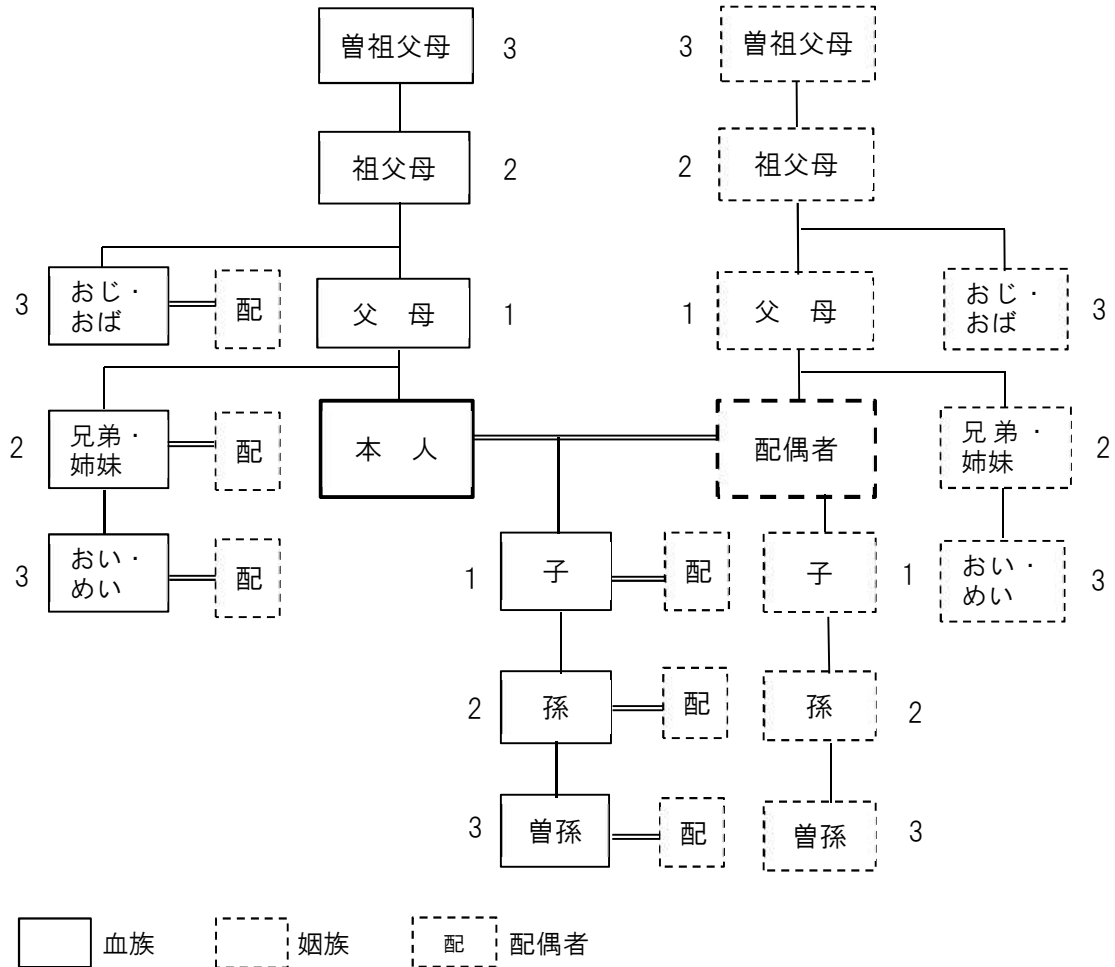 曽祖父母 3
3 曽祖父母
祖父母 2
2 祖父母
3 おじ・
おば
配
父 母 1
1 父 母
おじ・
おば
3
2 兄弟・
姉妹
配
本 人
配偶者
兄弟・
姉妹
2
3 おい・
めい
配
1 子 配
子 1
おい・
めい
3
2 孫 配
孫 2
3 曽孫 配
曽孫 3
血族 姻族 配 配偶者